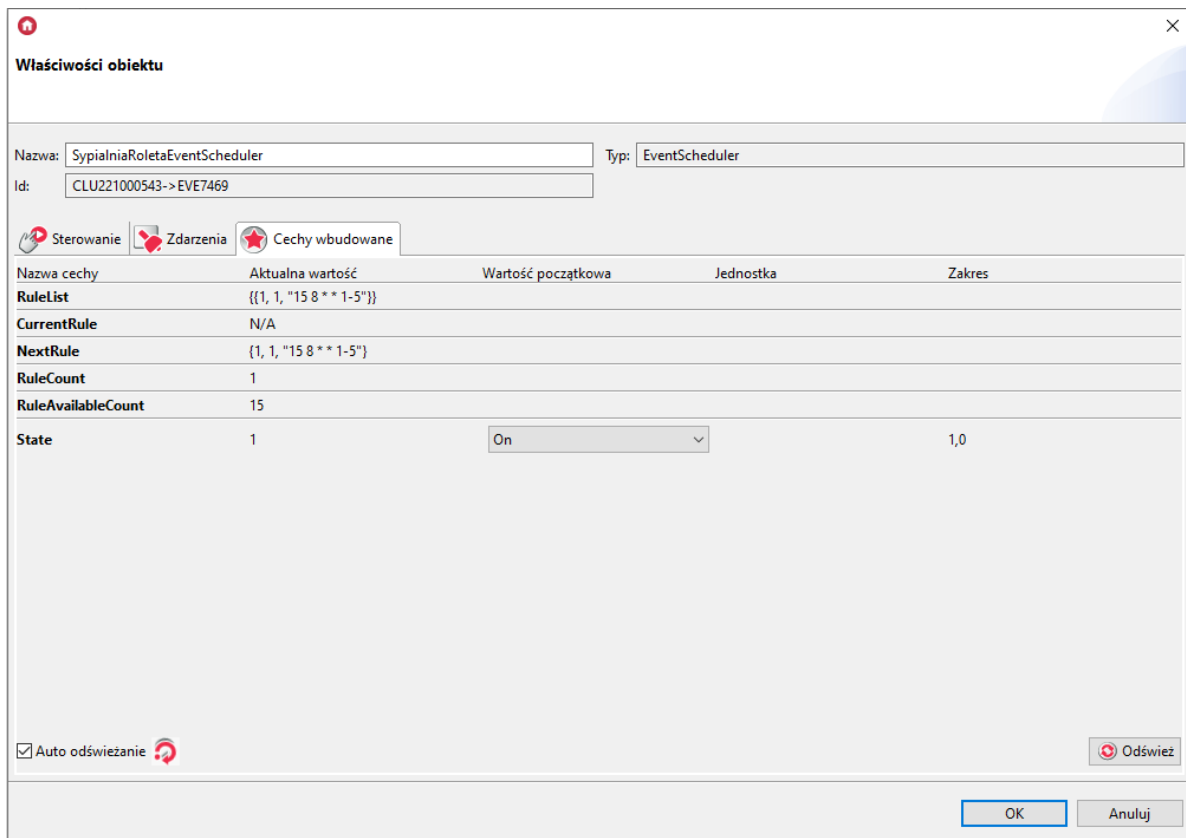 Właściwości obiektu
Nazwa: SypialniaRoletaEventScheduler Typ: EventScheduler
Id: CLU221000543->EVE7469
Sterowanie Zdarzenia Cechy wbudowane
Nazwa cechy Aktualna wartość Wartość początkowa Jednostka Zakres
RuleList {{1, 1, "15 8 * * 1-5"}}
CurrentRule N/A
NextRule {1, 1, "15 8 * * 1-5"}
RuleCount 1
RuleAvailableCount 15
State 1 On 1,0
Auto odświeżanie Odśwież
OK Anuluj